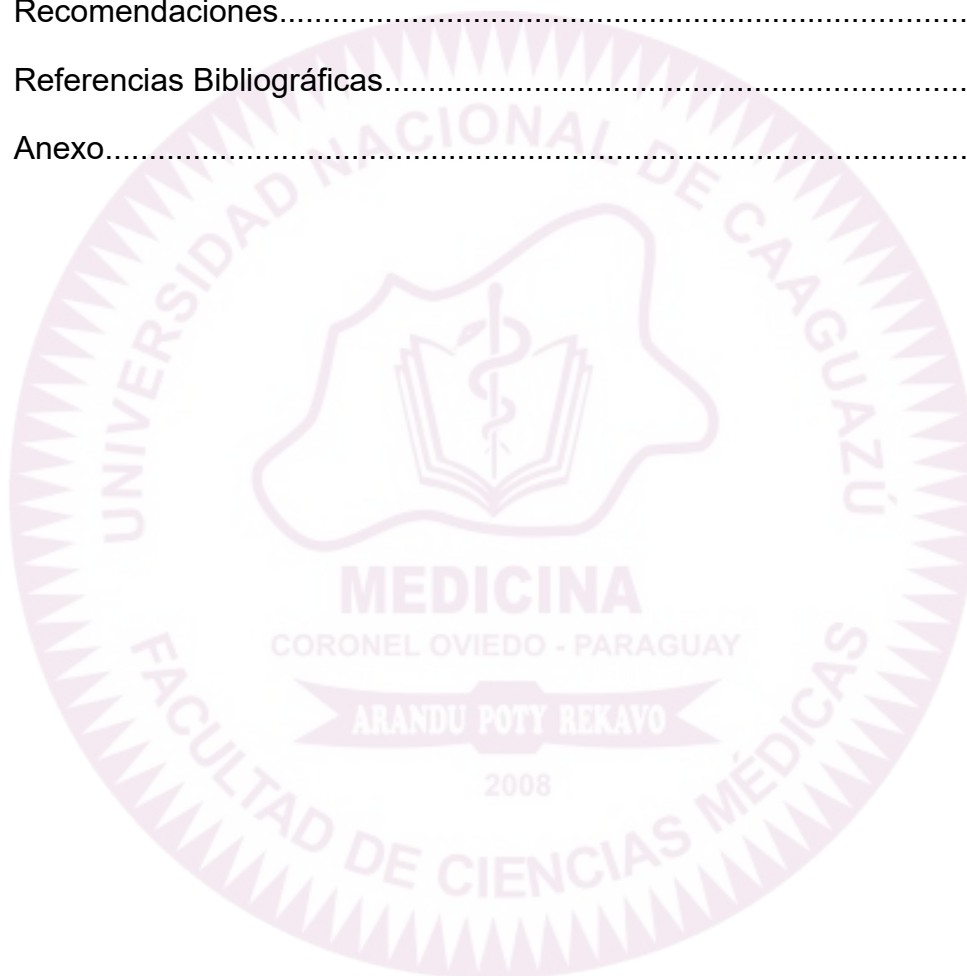 Recomendaciones.............................................................................
Referencias Bibliográficas.................................................................
Anexo.................................................................................................
UNIVERSIDAD NACIONAL DE CAAGUAZÚ
MEDICINA
CORONEL OVIEDO - PARAGUAY
ARANDU POTY REKAVO
2008
FACULTAD DE CIENCIAS MÉDICAS